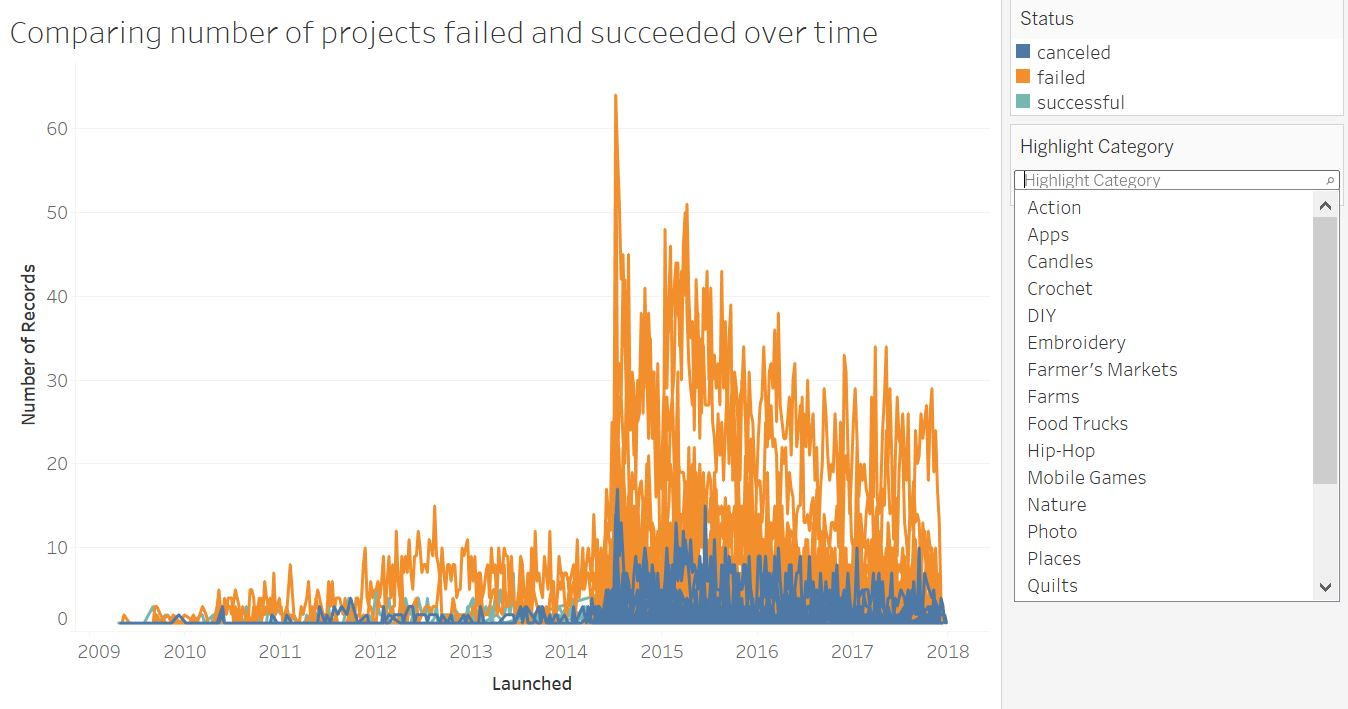 Comparing number of projects failed and succeeded over time
Number of Records
60
50
40
30
20
10
0
2009 2010 2011 2012 2013 2014 2015 2016 2017 2018
Launched
Status
canceled
failed
successful
Highlight Category
Highlight Category
Action
Apps
Candles
Crochet
DIY
Embroidery
Farmer's Markets
Farms
Food Trucks
Hip-Hop
Mobile Games
Nature
Photo
Places
Quilts